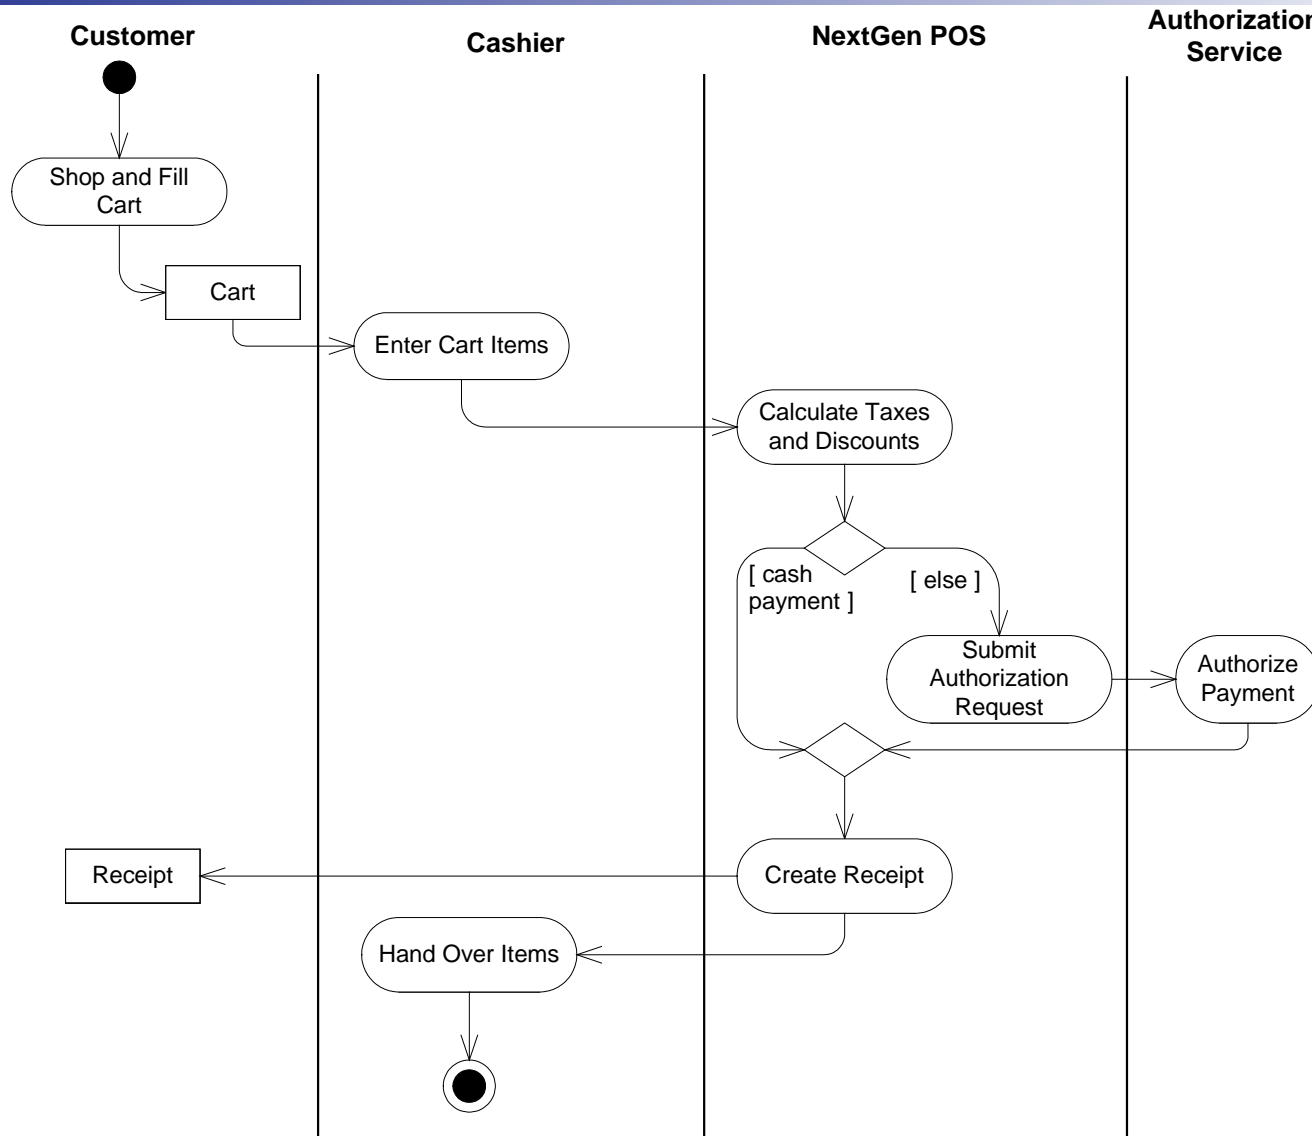 Customer
Cashier
NextGen POS
Authorization
Service
Shop and Fill
Cart
Cart
Enter Cart Items
Calculate Taxes
and Discounts
[ cash
payment ]
[ else ]
Submit
Authorization
Request
Authorize
Payment
Receipt
Create Receipt
Hand Over Items